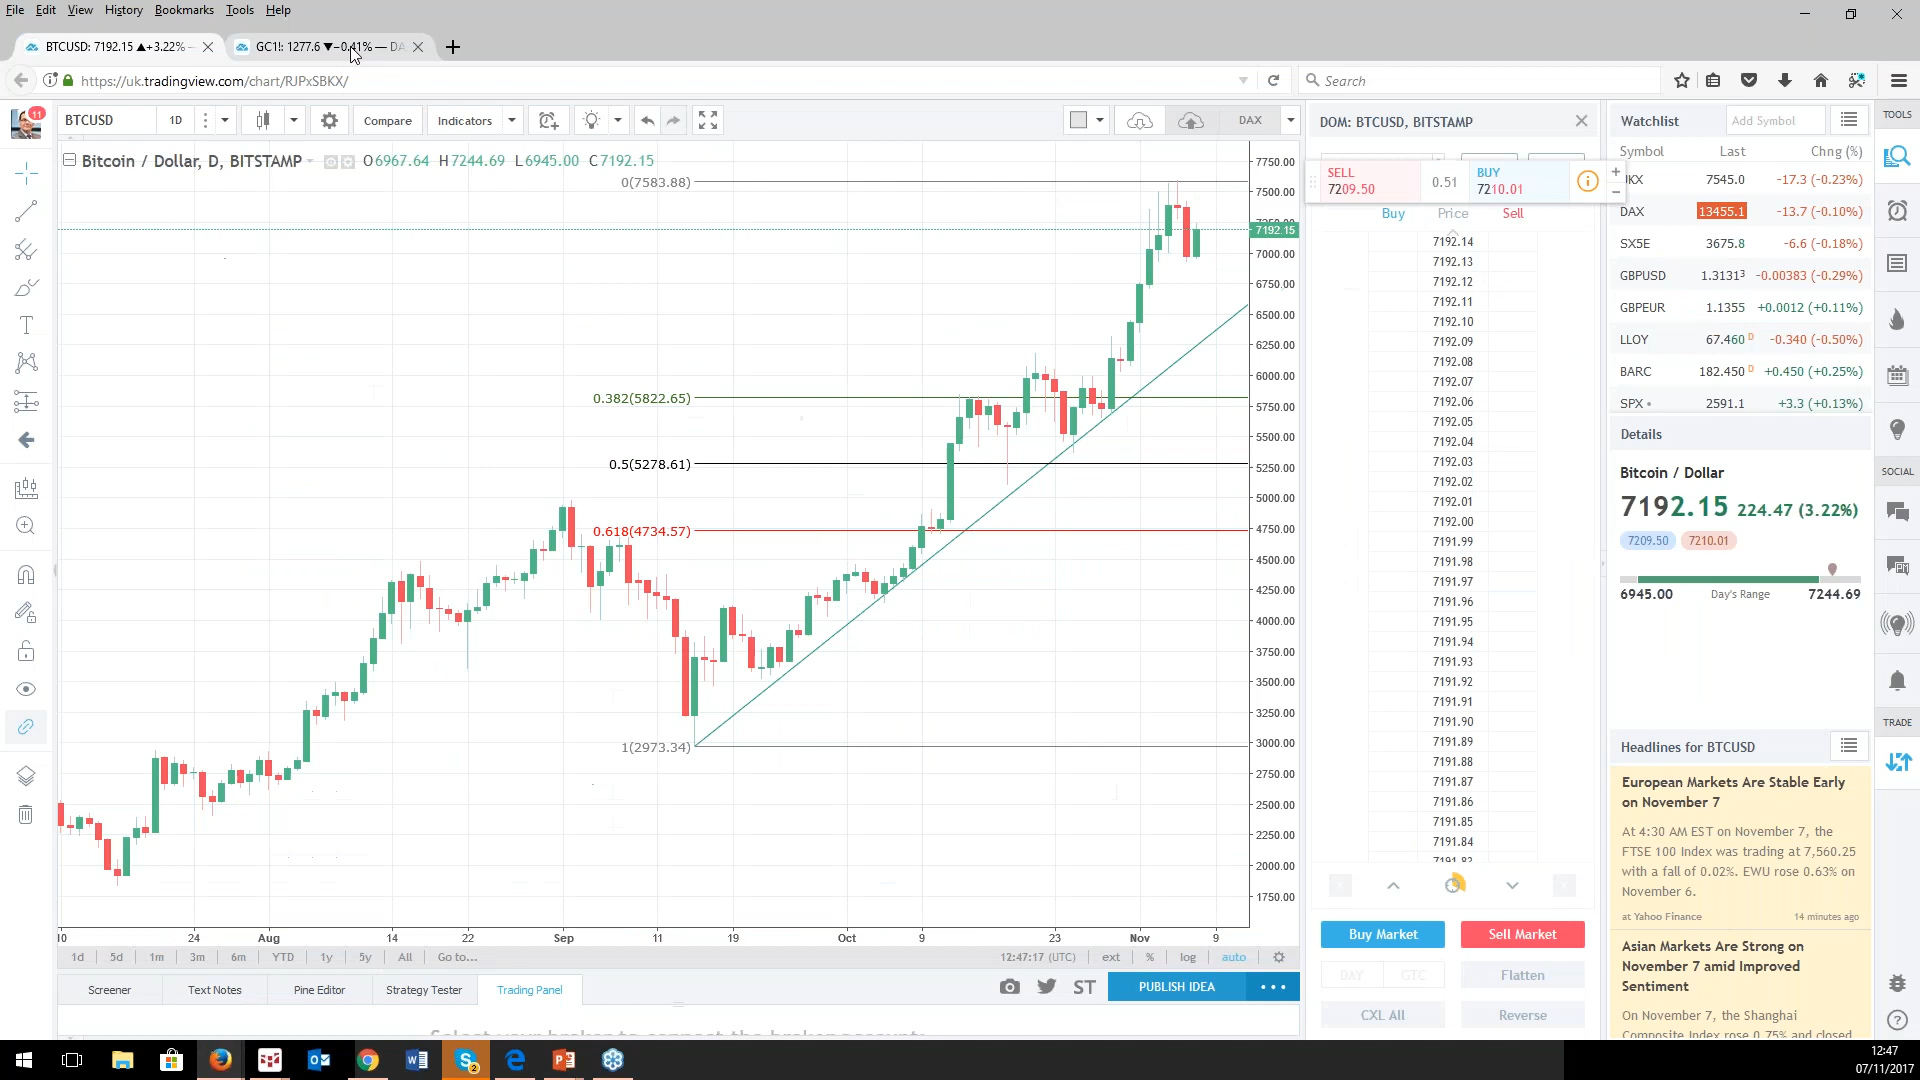 File Edit View History Bookmarks Tools Help
BTCUSD: 7192.15 ▲+3.22% —
GC1!: 1277.6 ▼−0.41% — DA
https://uk.tradingview.com/chart/RJPxSBKX/
Search
11
BTCUSD 1D Compare Indicators DAX
DOM: BTCUSD, BITSTAMP
Watchlist Add Symbol TOOLS
Bitcoin / Dollar, D, BITSTAMP O6967.64 H7244.69 L6945.00 C7192.15
SELL 7209.50
0.51
BUY 7210.01
Buy Price Sell
7192.14
7192.13
7192.12
7192.11
7192.10
7192.09
7192.08
7192.07
7192.06
7192.05
7192.04
7192.03
7192.02
7192.01
7192.00
7191.99
7191.98
7191.97
7191.96
7191.95
7191.94
7191.93
7191.92
7191.91
7191.90
7191.89
7191.88
7191.87
7191.86
7191.85
7191.84
Symbol Last Chng (%)
7545.0 -17.3 (-0.23%)
DAX 13455.1 -13.7 (-0.10%)
SX5E 3675.8 -6.6 (-0.18%)
GBPUSD 1.3131³ -0.00383 (-0.29%)
GBPEUR 1.1355 +0.0012 (+0.11%)
LLOY 67.460 D -0.340 (-0.50%)
BARC 182.450 D +0.450 (+0.25%)
SPX 2591.1 +3.3 (+0.13%)
Details
Bitcoin / Dollar
7192.15 224.47 (3.22%)
7209.50 7210.01
6945.00 Day's Range 7244.69
SOCIAL
TRADE
Headlines for BTCUSD
European Markets Are Stable Early
on November 7
At 4:30 AM EST on November 7, the
FTSE 100 Index was trading at 7,560.25
with a fall of 0.02%. EWU rose 0.63% on
November 6.
at Yahoo Finance 14 minutes ago
Asian Markets Are Strong on
November 7 amid Improved
Sentiment
On November 7, the Shanghai
Composite Index rose 0.75% and closed
0(7583.88)
0.382(5822.65)
0.5(5278.61)
0.618(4734.57)
1(2973.34)
7750.00
7500.00
7192.15
7000.00
6750.00
6500.00
6250.00
6000.00
5750.00
5500.00
5250.00
5000.00
4750.00
4500.00
4250.00
4000.00
3750.00
3500.00
3250.00
3000.00
2750.00
2500.00
2250.00
2000.00
1750.00
10 24 Aug 14 22 Sep 11 19 Oct 9 23 Nov 9
1d 5d 1m 3m 6m YTD 1y 5y All Go to... 12:47:17 (UTC) ext % log auto
Screener Text Notes Pine Editor Strategy Tester Trading Panel ST PUBLISH IDEA
Buy Market Sell Market
DAY GTC Flatten
CXL All Reverse
12:47
07/11/2017